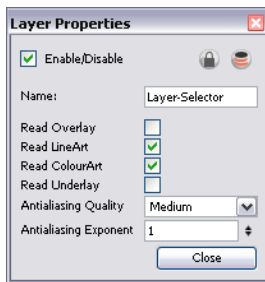 Layer Properties
Enable/Disable
Name: Layer-Selector
Read Overlay
Read LineArt
Read ColourArt
Read Underlay
Antialiasing Quality Medium
Antialiasing Exponent 1
Close